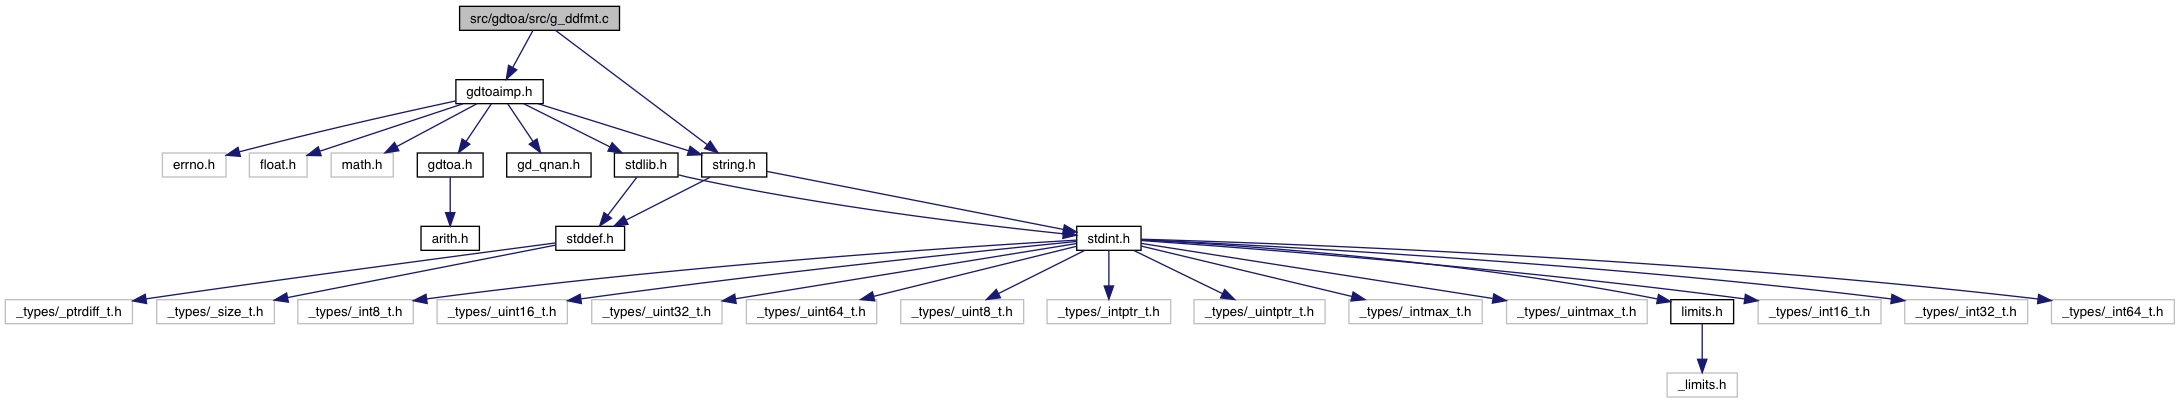 src/gdtoa/src/g_ddfmt.c
gdtoaimp.h
errno.h
float.h
math.h
gdtoa.h
gd_qnan.h
stdlib.h
string.h
arith.h
stddef.h
stdint.h
_types/_ptrdiff_t.h
_types/_size_t.h
_types/_int8_t.h
_types/_uint16_t.h
_types/_uint32_t.h
_types/_uint64_t.h
_types/_uint8_t.h
_types/_intptr_t.h
_types/_uintptr_t.h
_types/_intmax_t.h
_types/_uintmax_t.h
limits.h
_types/_int16_t.h
_types/_int32_t.h
_types/_int64_t.h
_limits.h